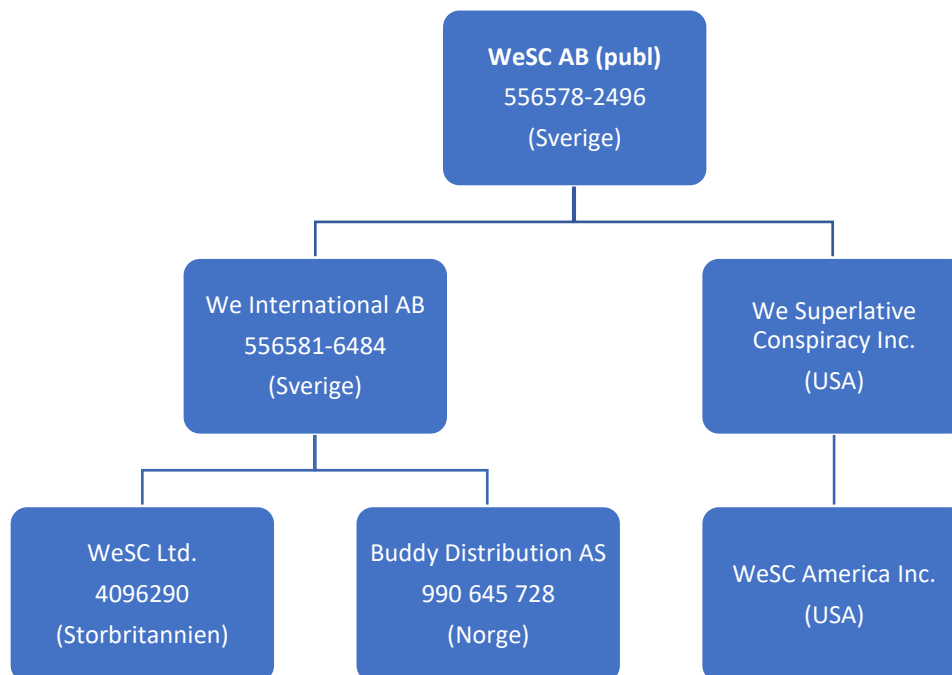 WeSC AB (publ)
556578-2496
(Sverige)
We International AB
556581-6484
(Sverige)
We Superlative
Conspiracy Inc.
(USA)
WeSC Ltd.
4096290
(Storbritannien)
Buddy Distribution AS
990 645 728
(Norge)
WeSC America Inc.
(USA)